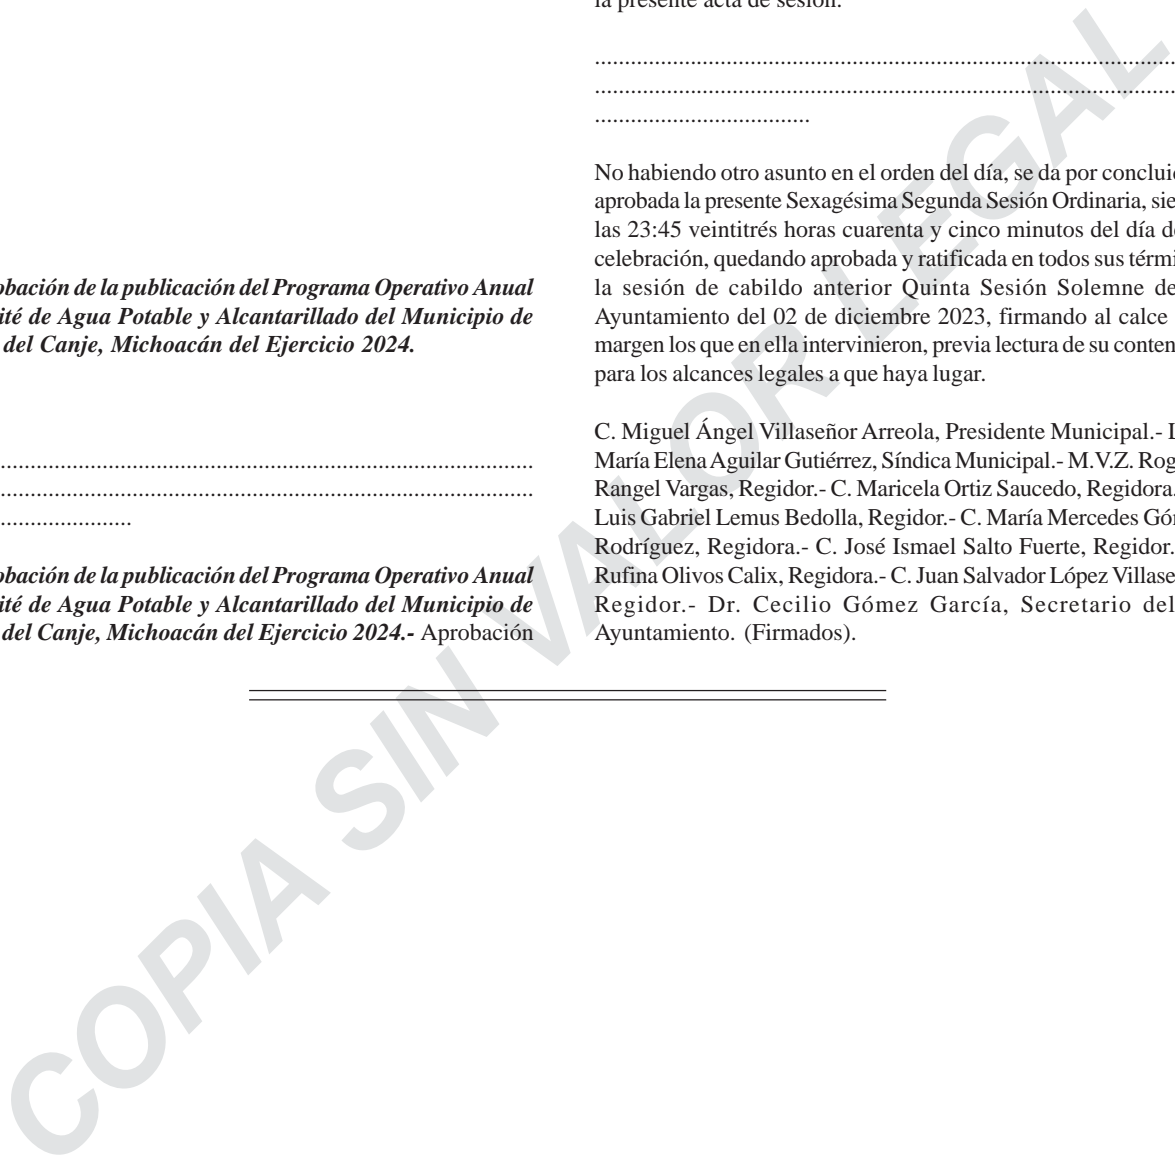 bación de la publicación del Programa Operativo Anual
ité de Agua Potable y Alcantarillado del Municipio de
del Canje, Michoacán del Ejercicio 2024.
..........................................................................................
..........................................................................................
......................
bación de la publicación del Programa Operativo Anual
ité de Agua Potable y Alcantarillado del Municipio de
del Canje, Michoacán del Ejercicio 2024.- Aprobación
la presente acta de sesión.
..................................................................................................
..................................................................................................
....................................
No habiendo otro asunto en el orden del día, se da por conclui
aprobada la presente Sexagésima Segunda Sesión Ordinaria, sie
las 23:45 veintitrés horas cuarenta y cinco minutos del día de
celebración, quedando aprobada y ratificada en todos sus térmi
la sesión de cabildo anterior Quinta Sesión Solemne de
Ayuntamiento del 02 de diciembre 2023, firmando al calce
margen los que en ella intervinieron, previa lectura de su conten
para los alcances legales a que haya lugar.
C. Miguel Ángel Villaseñor Arreola, Presidente Municipal.- L
María Elena Aguilar Gutiérrez, Síndica Municipal.- M.V.Z. Rog
Rangel Vargas, Regidor.- C. Maricela Ortiz Saucedo, Regidora.
Luis Gabriel Lemus Bedolla, Regidor.- C. María Mercedes Góm
Rodríguez, Regidora.- C. José Ismael Salto Fuerte, Regidor.
Rufina Olivos Calix, Regidora.- C. Juan Salvador López Villase
Regidor.- Dr. Cecilio Gómez García, Secretario del
Ayuntamiento. (Firmados).
COPIA SIN VALOR LEGAL